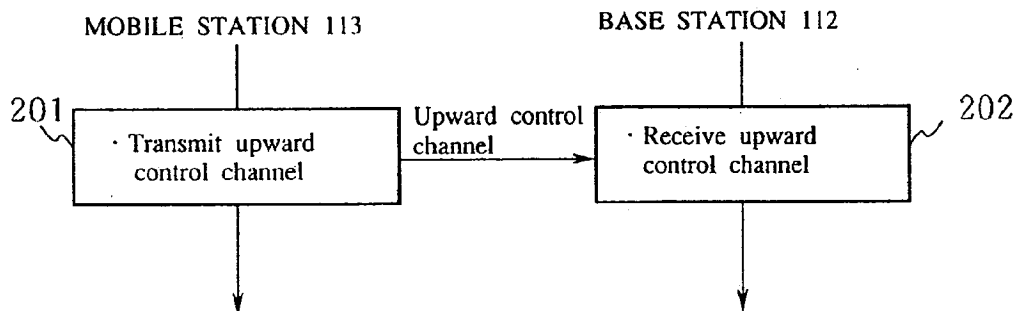 MOBILE STATION 113
BASE STATION 112
201
202
· Transmit upward
control channel
Upward control
channel
· Receive upward
control channel